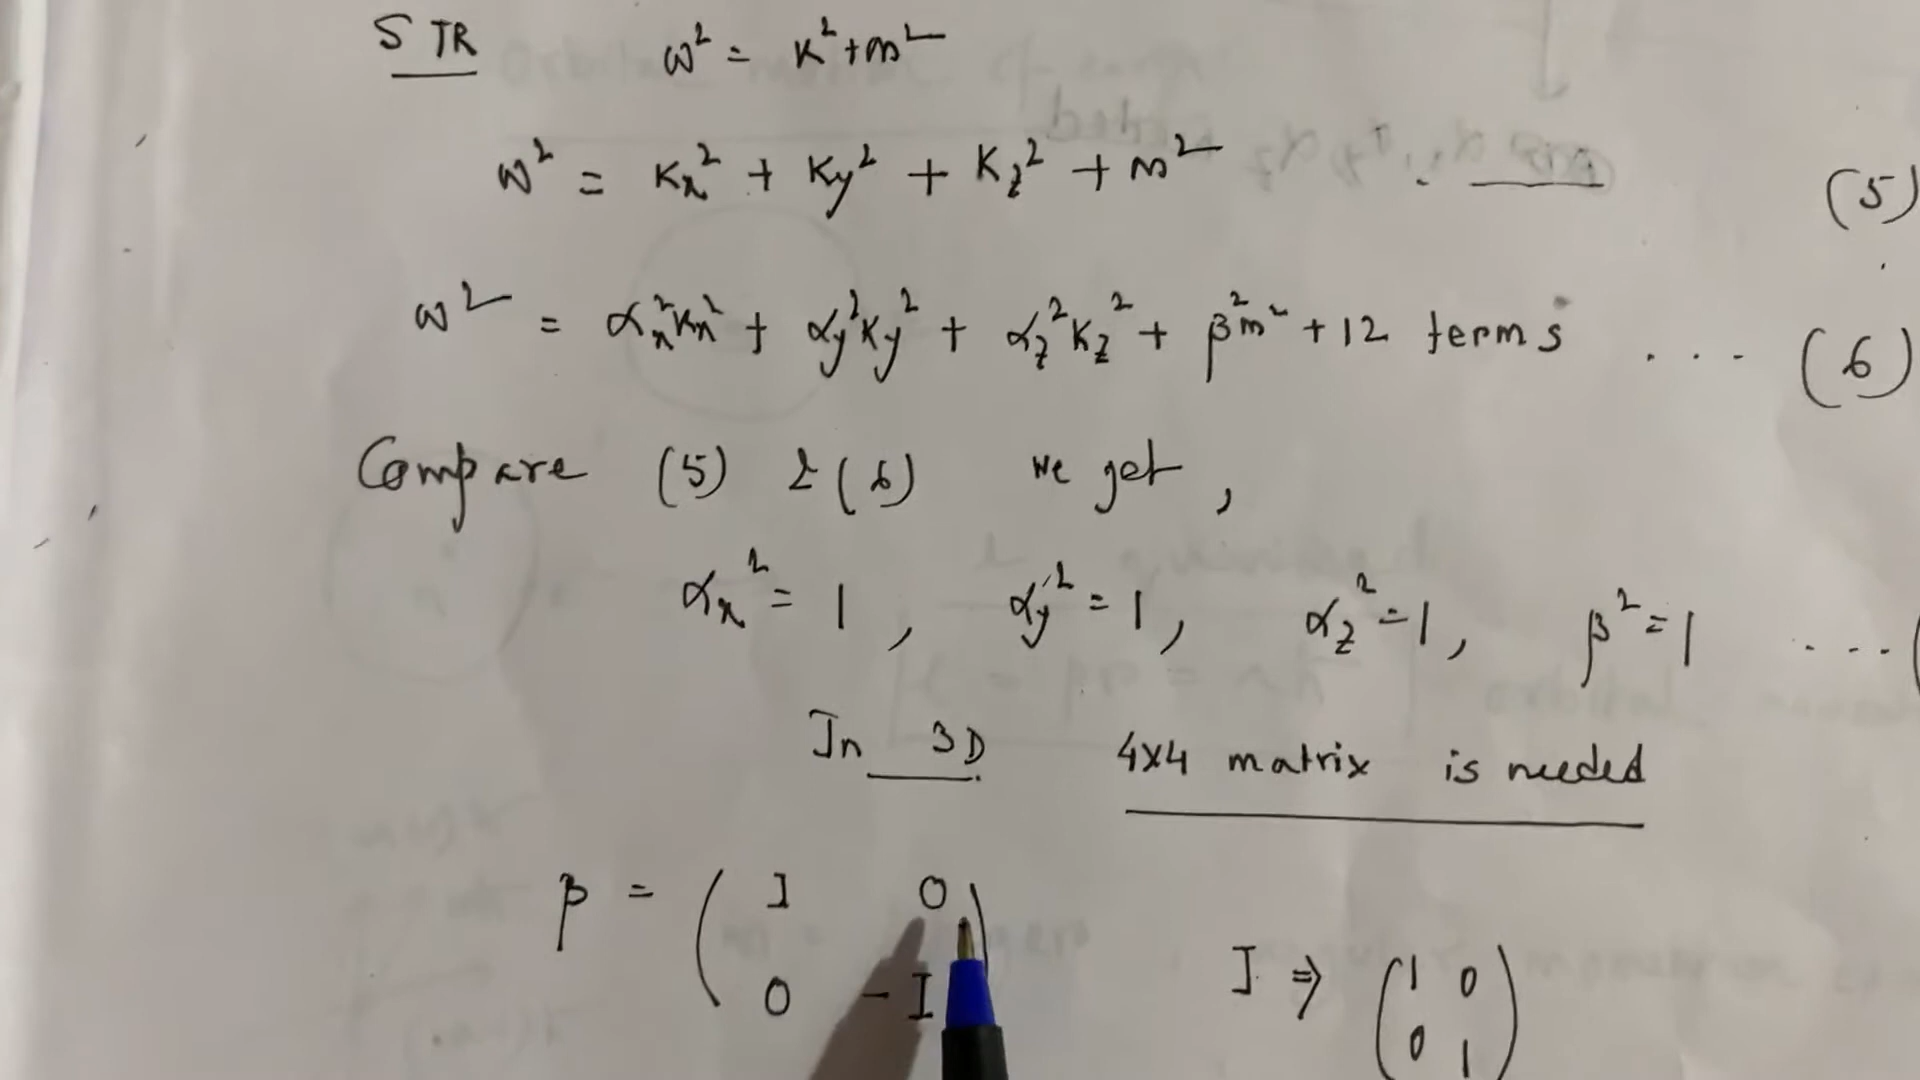 STR ω² = K² + m²
ω² = Kx² + Ky² + Kz² + m² . (5)
ω² = αx²Kx² + αy²Ky² + αz²Kz² + β²m² + 12 terms ... (6)
Compare (5) & (6) we get,
αx² = 1, αy² = 1, αz² = 1, β² = 1 ... (
In 3D 4x4 matrix is needed
β = ( I 0
0 -I )
I ⇒ ( 1 0
0 1 )